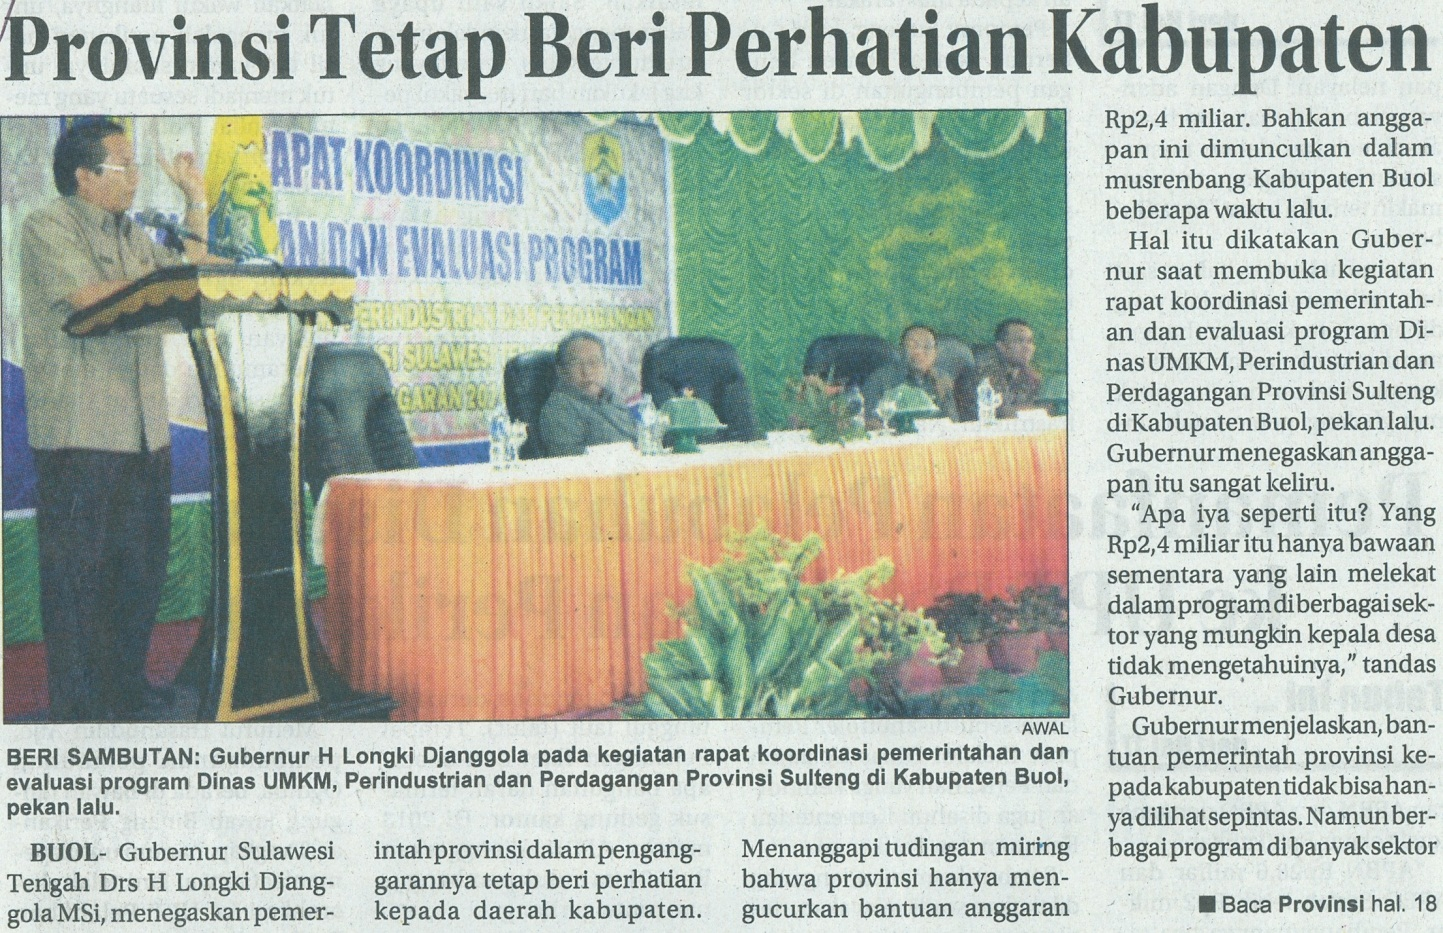 Provinsi Tetap Beri Perhatian Kabupaten
APAT KOORDINASI
AN DAN EVALUASI PROGRAM
PERINDUSTRIAN DAN PERDAGANGAN
SI SULAWESI
GARAN 20
AWAL
BERI SAMBUTAN: Gubernur H Longki Djanggola pada kegiatan rapat koordinasi pemerintahan dan
evaluasi program Dinas UMKM, Perindustrian dan Perdagangan Provinsi Sulteng di Kabupaten Buol,
pekan lalu.
BUOL- Gubernur Sulawesi
Tengah Drs H Longki Djang-
gola MSi, menegaskan pemer-
intah provinsi dalam pengang-
garannya tetap beri perhatian
kepada daerah kabupaten.
Menanggapi tudingan miring
bahwa provinsi hanya men-
gucurkan bantuan anggaran
Rp2,4 miliar. Bahkan angga-
pan ini dimunculkan dalam
musrenbang Kabupaten Buol
beberapa waktu lalu.
Hal itu dikatakan Guber-
nur saat membuka kegiatan
rapat koordinasi pemerintah-
an dan evaluasi program Di-
nas UMKM, Perindustrian dan
Perdagangan Provinsi Sulteng
di Kabupaten Buol, pekan lalu.
Gubernur menegaskan angga-
pan itu sangat keliru.
“Apa iya seperti itu? Yang
Rp2,4 miliar itu hanya bawaan
sementara yang lain melekat
dalam program di berbagai sek-
tor yang mungkin kepala desa
tidak mengetahuinya,” tandas
Gubernur.
Gubernur menjelaskan, ban-
tuan pemerintah provinsi ke-
pada kabupaten tidak bisa han-
ya dilihat sepintas. Namun ber-
bagai program di banyak sektor
■ Baca Provinsi hal. 18